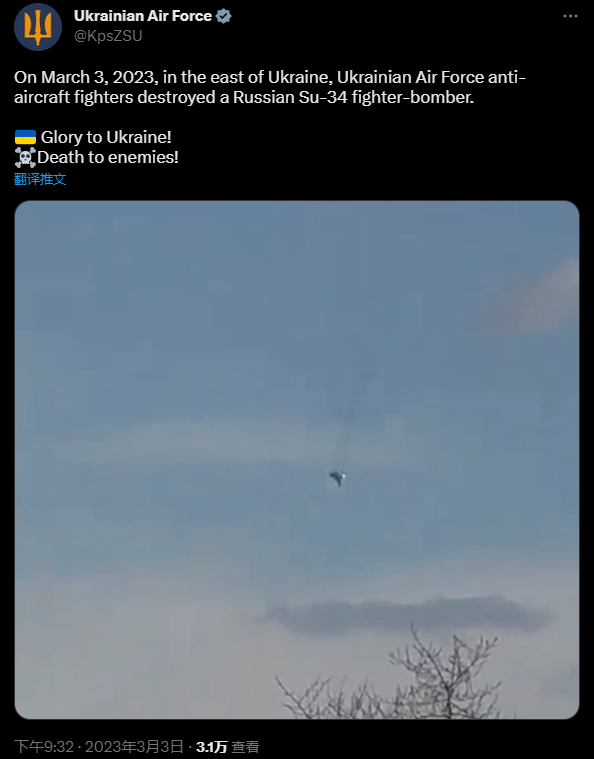 Ukrainian Air Force
@KpsZSU
On March 3, 2023, in the east of Ukraine, Ukrainian Air Force anti-
aircraft fighters destroyed a Russian Su-34 fighter-bomber.
🇺🇦 Glory to Ukraine!
☠️Death to enemies!
翻译推文
下午9:32 · 2023年3月3日 · 3.1万 查看